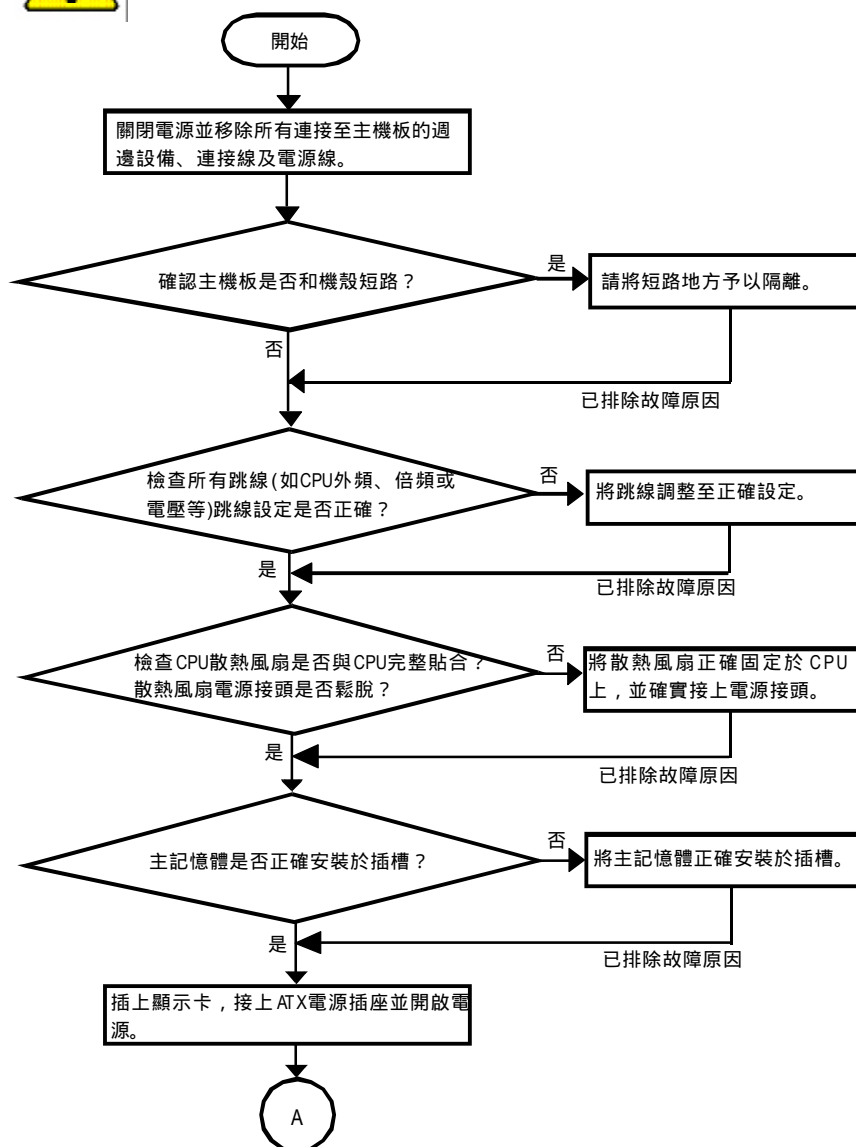 開始
關閉電源並移除所有連接至主機板的週
邊設備、連接線及電源線。
確認主機板是否和機殼短路？
是
請將短路地方予以隔離。
否
已排除故障原因
檢查所有跳線(如CPU外頻、倍頻或
電壓等)跳線設定是否正確？
否
將跳線調整至正確設定。
是
已排除故障原因
檢查CPU散熱風扇是否與CPU完整貼合？
散熱風扇電源接頭是否鬆脫？
否
將散熱風扇正確固定於CPU
上，並確實接上電源接頭。
是
已排除故障原因
主記憶體是否正確安裝於插槽？
否
將主記憶體正確安裝於插槽。
是
已排除故障原因
插上顯示卡，接上ATX電源插座並開啟電
源。
A